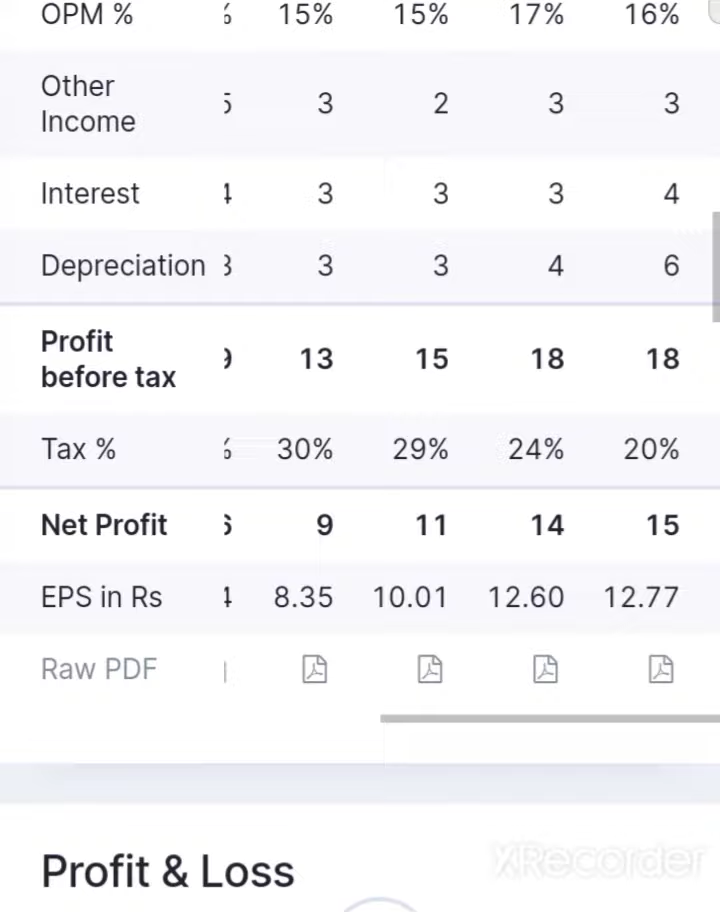 OPM % 15% 15% 17% 16%
Other
Income 3 2 3 3
Interest 4 3 3 3 4
Depreciation 3 3 4 6
Profit
before tax 13 15 18 18
Tax % 30% 29% 24% 20%
Net Profit 9 11 14 15
EPS in Rs 4 8.35 10.01 12.60 12.77
Raw PDF
Profit & Loss
XRecorder